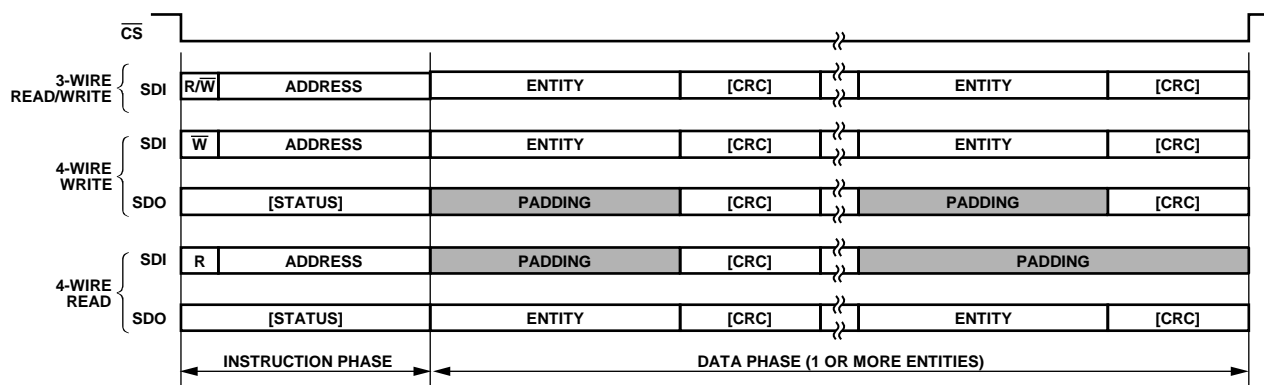 CS
3-WIRE READ/WRITE SDI R/W ADDRESS ENTITY [CRC] ENTITY [CRC]
4-WIRE WRITE SDI W ADDRESS ENTITY [CRC] ENTITY [CRC]
SDO [STATUS] PADDING [CRC] PADDING [CRC]
4-WIRE READ SDI R ADDRESS PADDING [CRC] PADDING
SDO [STATUS] ENTITY [CRC] ENTITY [CRC]
INSTRUCTION PHASE DATA PHASE (1 OR MORE ENTITIES)